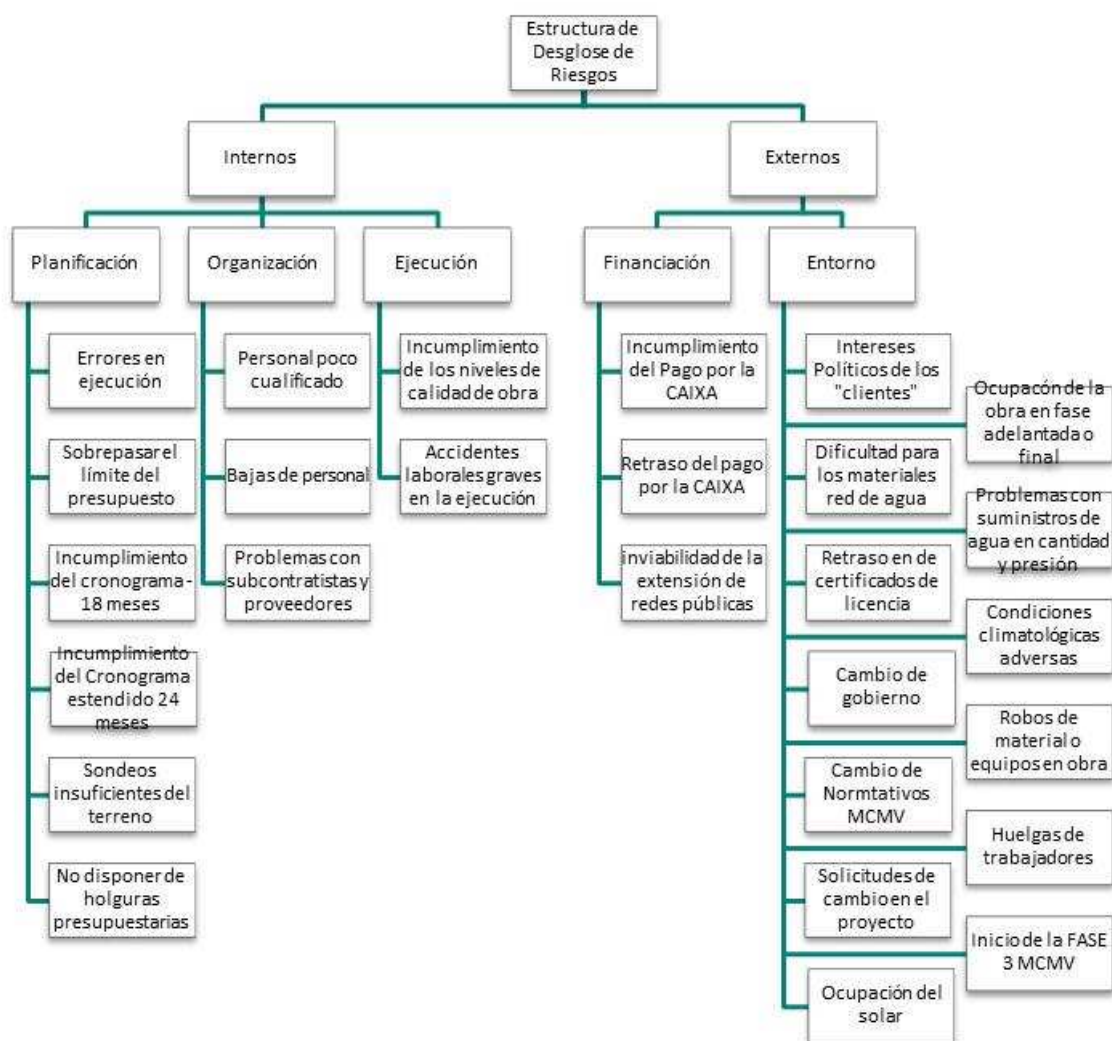 Estructura de
Desglose de
Riesgos
Internos
Externos
Planificación
Organización
Ejecución
Financiación
Entorno
Errores en
ejecución
Sobrepasar el
límite del
presupuesto
Incumplimiento
del cronograma -
18 meses
Incumplimiento
del Cronograma
estendido 24
meses
Sondeos
insuficientes del
terreno
No disponer de
holguras
presupuestarias
Personal poco
cualificado
Bajas de personal
Problemas con
subcontratistas y
proveedores
Incumplimiento
de los niveles de
calidad de obra
Accidentes
laborales graves
en la ejecución
Incumplimiento
del Pago por la
CAIXA
Retraso del pago
por la CAIXA
inviabilidad de la
extensión de
redes públicas
Intereses
Políticos de los
"clientes"
Ocupacón de la
obra en fase
adelantada o
final
Dificultad para
los materiales
red de agua
Problemas con
suministros de
agua en cantidad
y presión
Retraso en de
certificados de
licencia
Condiciones
climatológicas
adversas
Cambio de
gobierno
Robos de
material o
equipos en obra
Cambio de
Normtativos
MCMV
Huelgas de
trabajadores
Solicitudes de
cambio en el
proyecto
Inicio de la FASE
3 MCMV
Ocupación del
solar